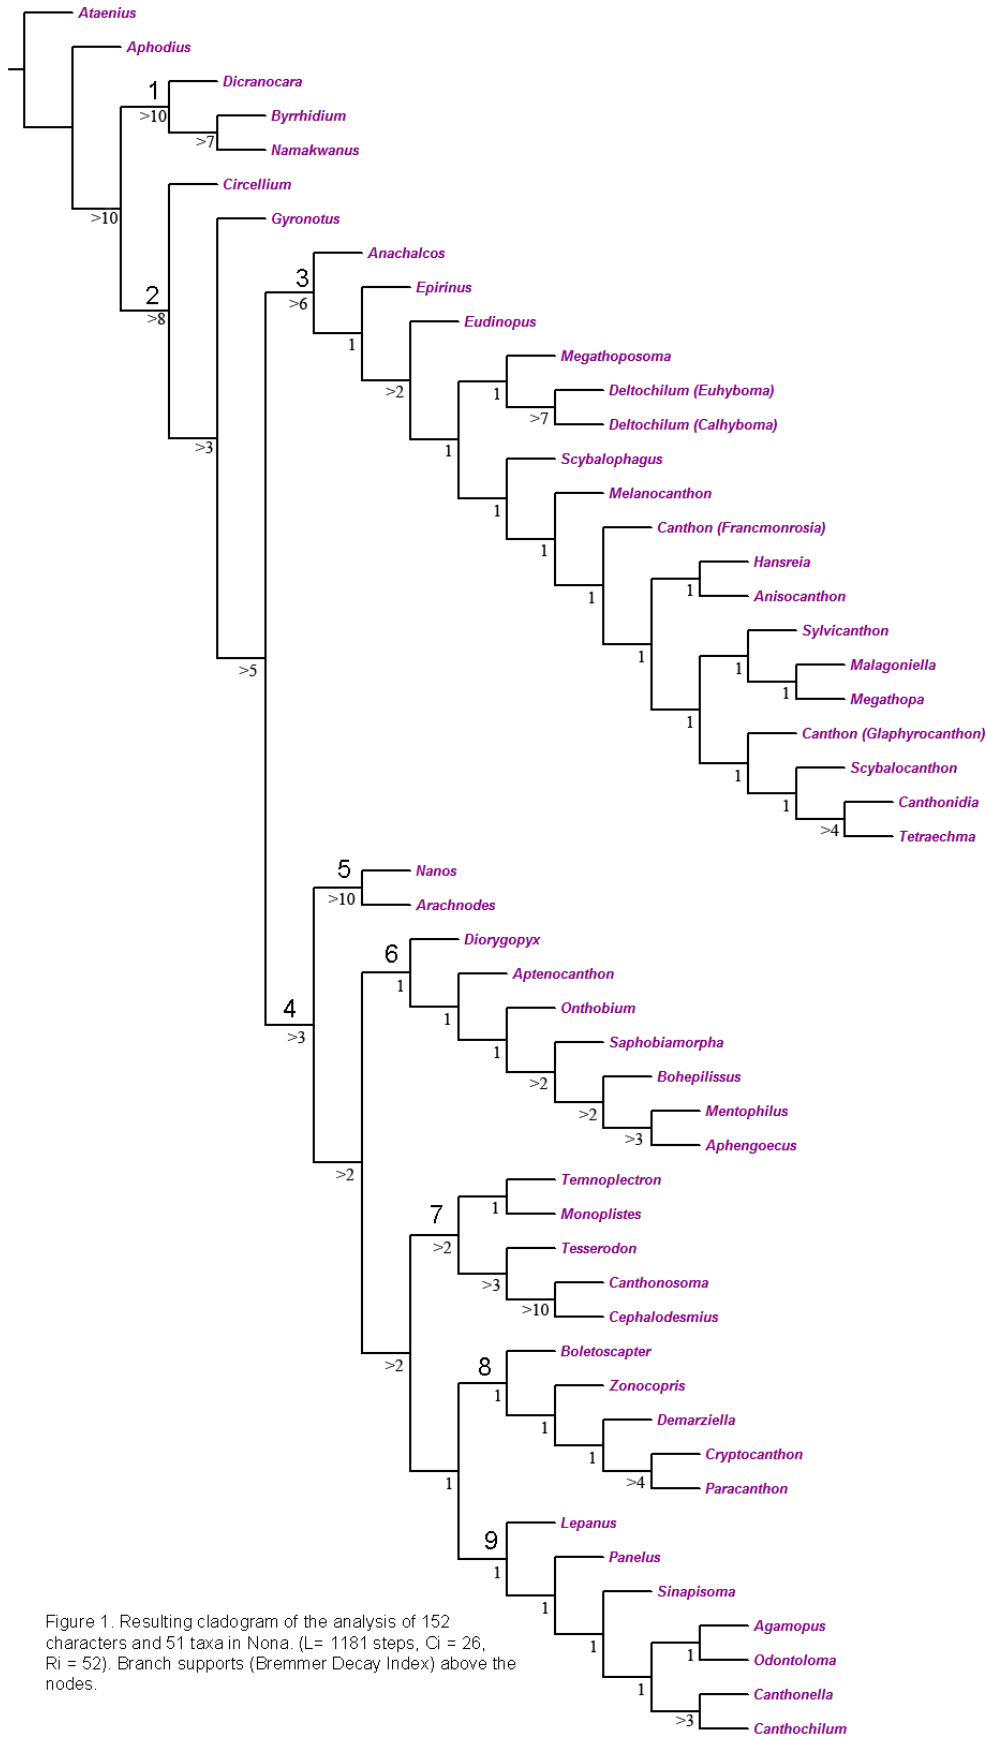 Ataenius
Aphodius
1
Dicranocara
>10
Byrrhidium
>7
Namakwanus
Circellium
>10
Gyronotus
2
>8
3
Anachalcos
>6
Epirinus
1
Eudinopus
>2
Megathoposoma
1
Deltochilum (Euhyboma)
>7
Deltochilum (Calhyboma)
>3
1
Scybalophagus
1
Melanocanthon
1
Canthon (Francmonrosia)
1
Hansreia
1
Anisocanthon
1
Sylvicanthon
>5
1
Malagoniella
1
Megathopa
1
Canthon (Glaphyrocanthon)
1
Scybalocanthon
1
Canthonidia
>4
Tetraechma
5
Nanos
>10
Arachnodes
6
Diorygopyx
1
Aptenocanthon
4
1
Onthobium
>3
1
Saphobiamorpha
>2
Bohepilissus
>2
Mentophilus
>3
Aphengoecus
>2
Temnoplectron
1
Monoplistes
7
>2
Tesserodon
>3
Canthonosoma
>10
Cephalodesmius
>2
8
Boletoscapter
1
Zonocopris
1
Demarziella
1
Cryptocanthon
>4
Paracanthon
1
9
Lepanus
1
Panelus
1
Sinapisoma
1
Agamopus
1
Odontoloma
1
Canthonella
>3
Canthochilum
Figure 1. Resulting cladogram of the analysis of 152
characters and 51 taxa in Nona. (L= 1181 steps, Ci = 26,
Ri = 52). Branch supports (Bremmer Decay Index) above the
nodes.